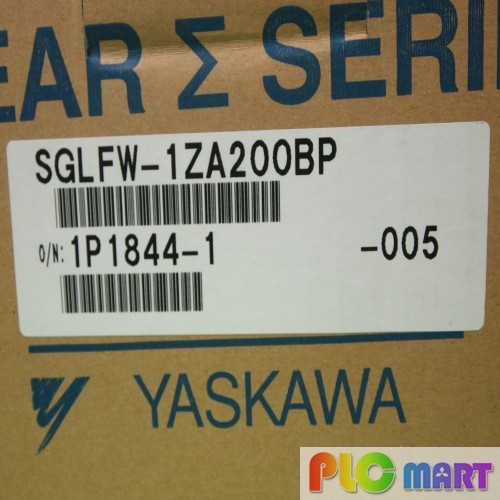 EAR Σ SERI
SGLFW-1ZA200BP
O/N: 1P1844-1 -005
YASKAWA
PLC MART